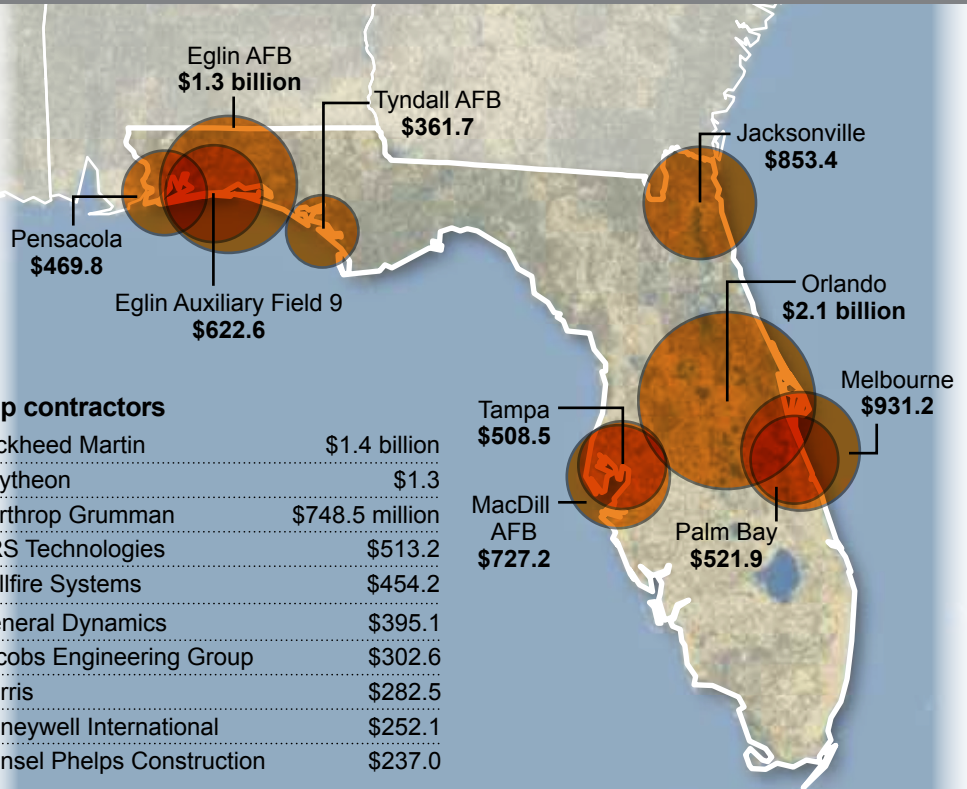 Eglin AFB
$1.3 billion
Tyndall AFB
$361.7
Jacksonville
$853.4
Pensacola
$469.8
Eglin Auxiliary Field 9
$622.6
Orlando
$2.1 billion
Melbourne
$931.2
Tampa
$508.5
MacDill
AFB
$727.2
Palm Bay
$521.9
p contractors
ckheed Martin $1.4 billion
ytheon $1.3
rthrop Grumman $748.5 million
RS Technologies $513.2
llfire Systems $454.2
neral Dynamics $395.1
cobs Engineering Group $302.6
rris $282.5
neywell International $252.1
nsel Phelps Construction $237.0